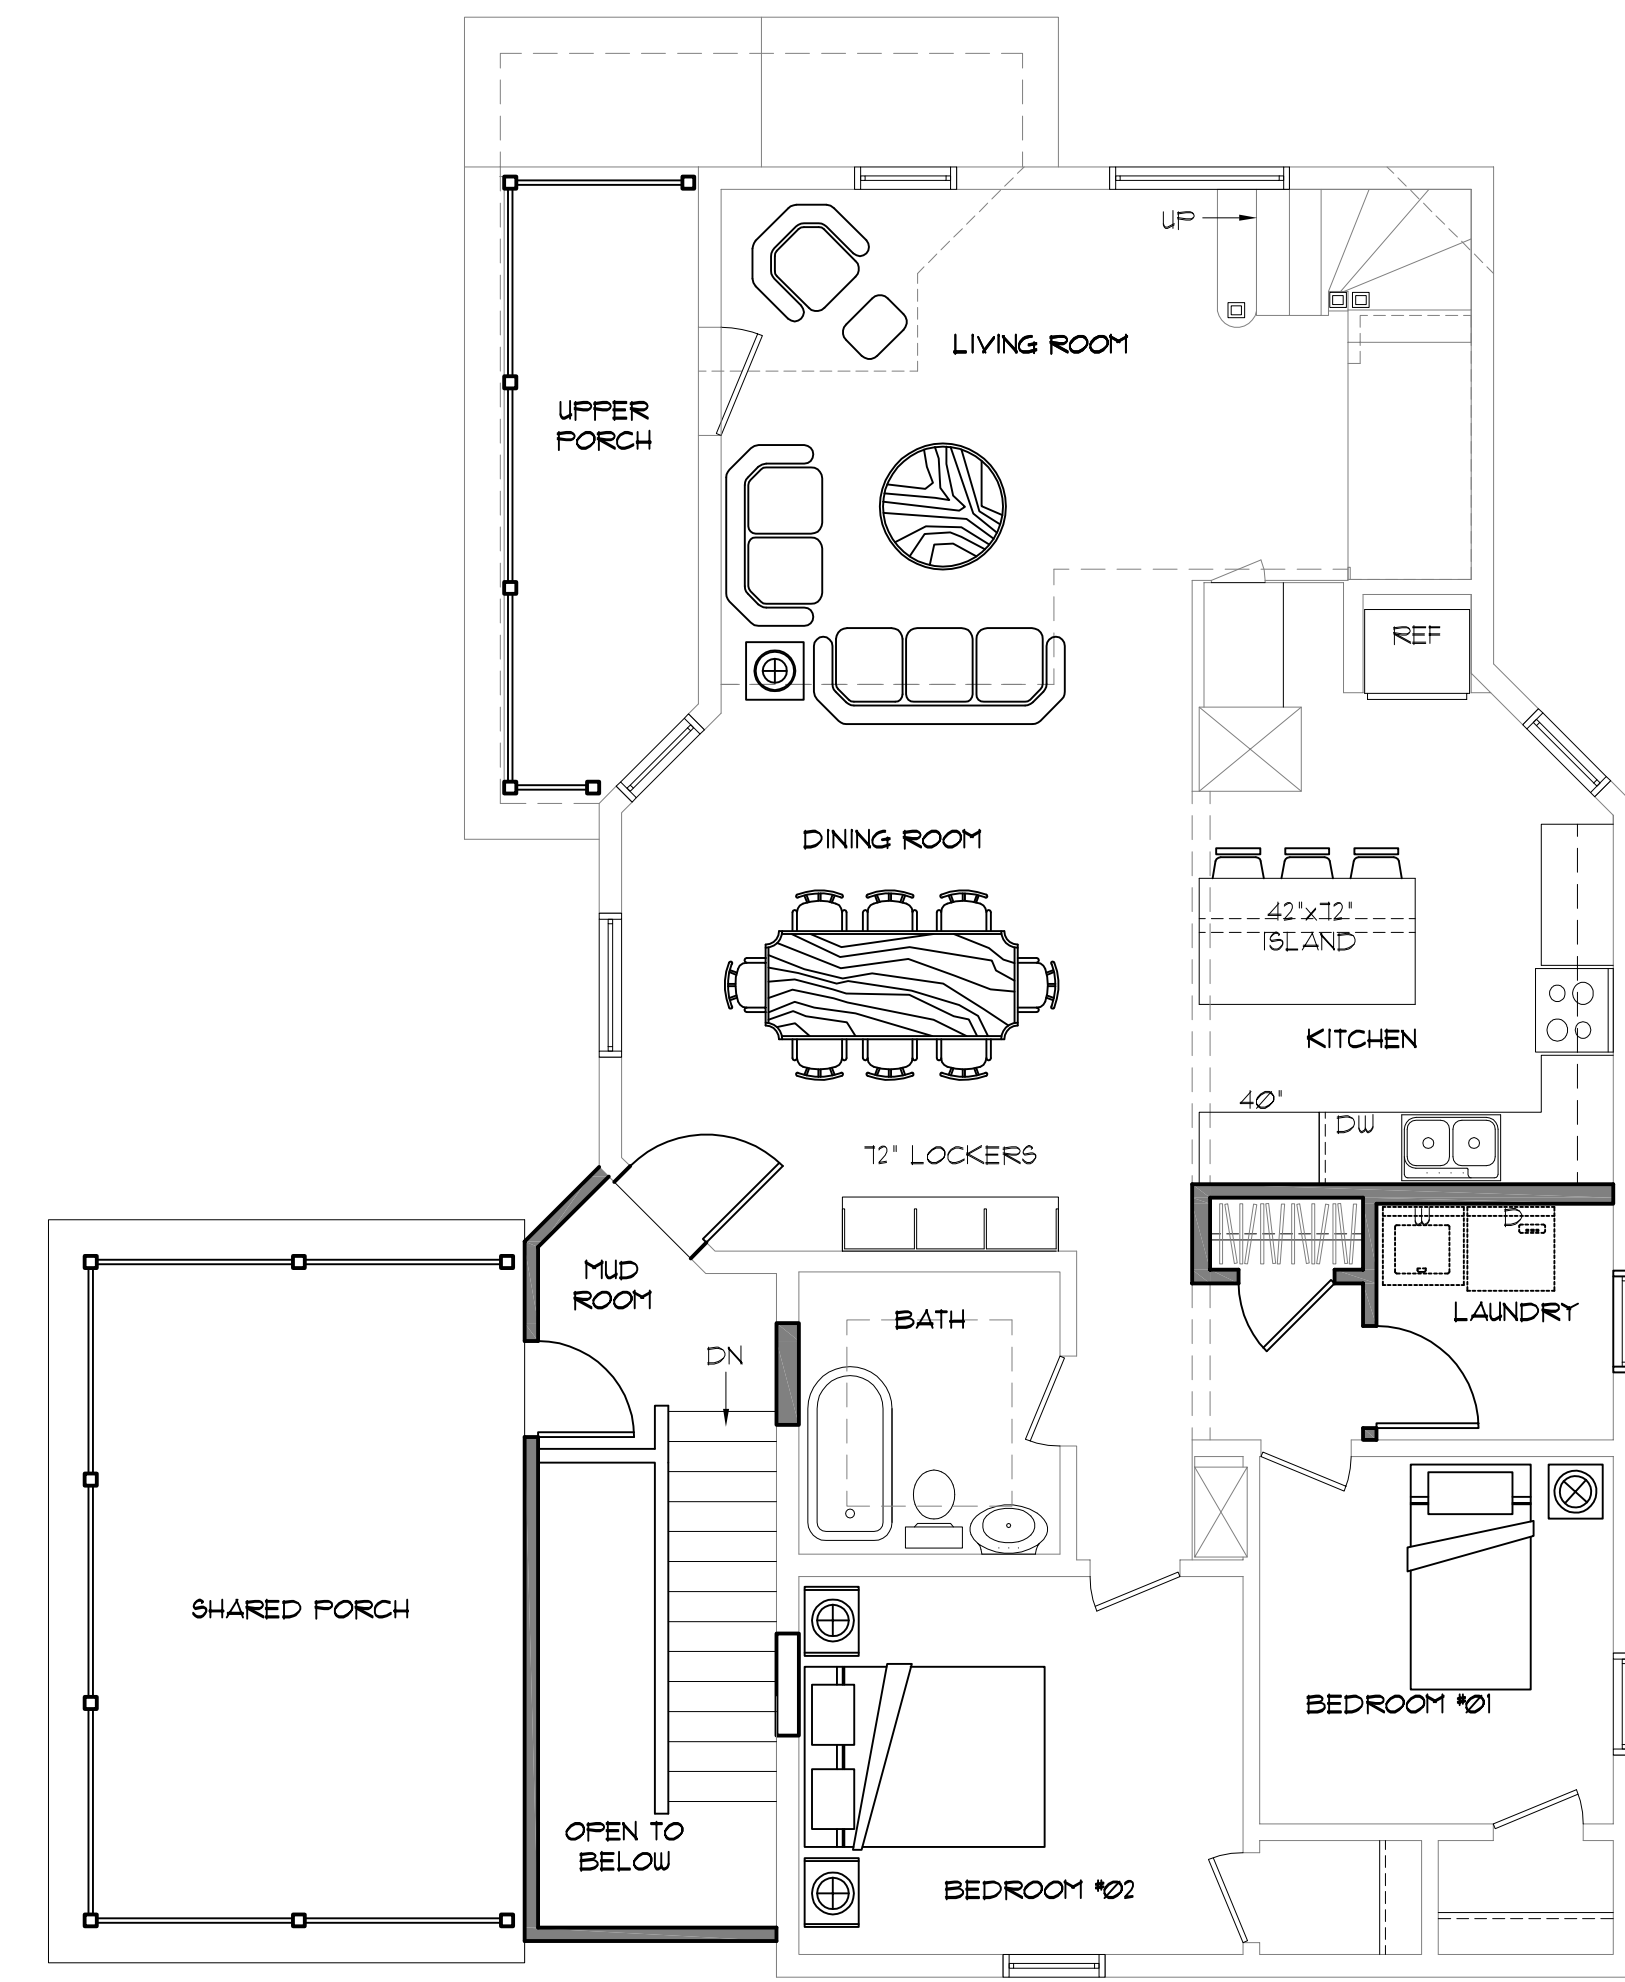 UP
LIVING ROOM
UPPER
PORCH
REF
DINING ROOM
42"x72"
ISLAND
KITCHEN
40"
DW
72" LOCKERS
W
D
MUD
ROOM
BATH
LAUNDRY
DN
SHARED PORCH
BEDROOM #01
OPEN TO
BELOW
BEDROOM #02